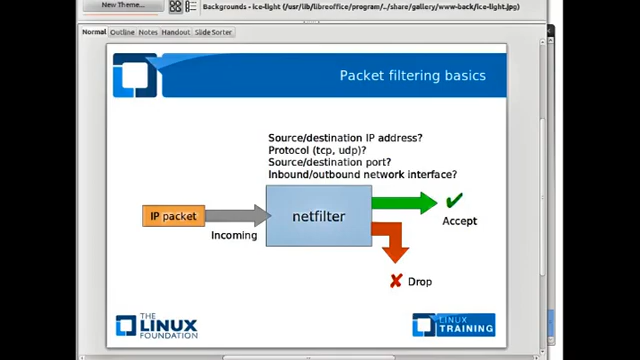 New Theme...
Backgrounds - ice-light (/usr/lib/libreoffice/program/../share/gallery/www-back/ice-light.jpg)
Normal Outline Notes Handout Slide Sorter
Packet filtering basics
Source/destination IP address?
Protocol (tcp, udp)?
Source/destination port?
Inbound/outbound network interface?
IP packet
netfilter
Incoming
Accept
Drop
THE
LINUX
FOUNDATION
LINUX
TRAINING